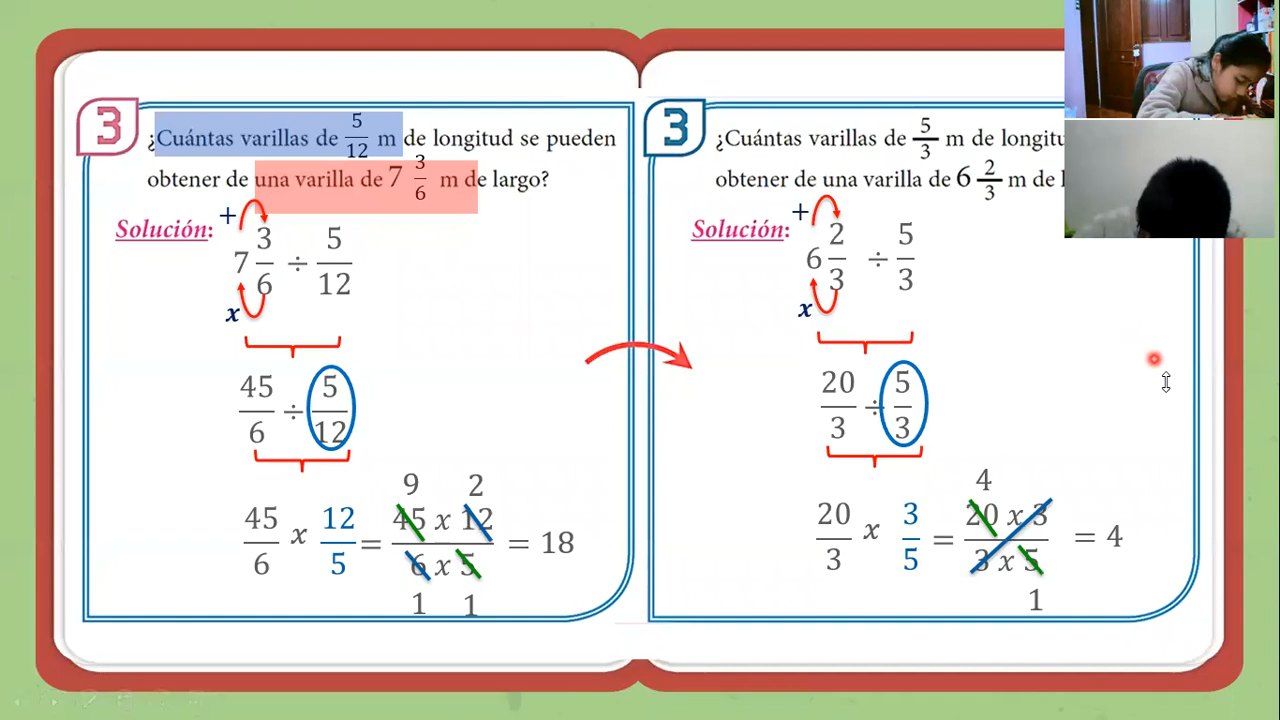 3
¿Cuántas varillas de 5/12 m de longitud se pueden
obtener de una varilla de 7 3/6 m de largo?
Solución:
+
7 3/6 ÷ 5/12
x
45/6 ÷ 5/12
9 2
45/6 x 12/5 = 45 x 12 / 6 x 5 = 18
1 1
3
¿Cuántas varillas de 5/3 m de
obtener de una varilla de 6 2/3 m de
Solución:
+
6 2/3 ÷ 5/3
x
20/3 ÷ 5/3
4
20/3 x 3/5 = 20 x 3 / 3 x 5 = 4
1